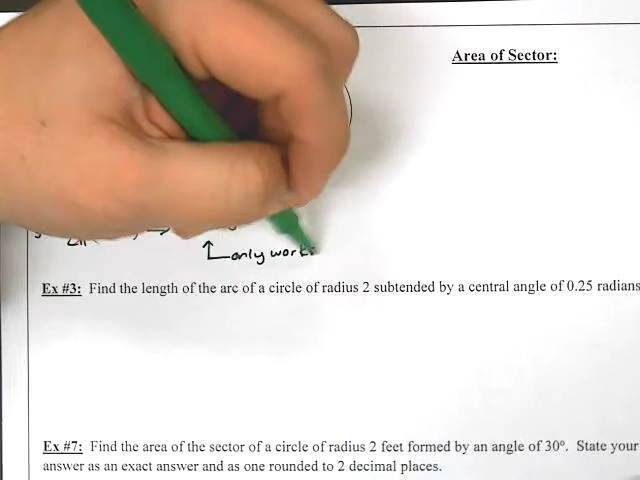 Area of Sector:
2π
only works
Ex #3: Find the length of the arc of a circle of radius 2 subtended by a central angle of 0.25 radians
Ex #7: Find the area of the sector of a circle of radius 2 feet formed by an angle of 30°. State your
answer as an exact answer and as one rounded to 2 decimal places.